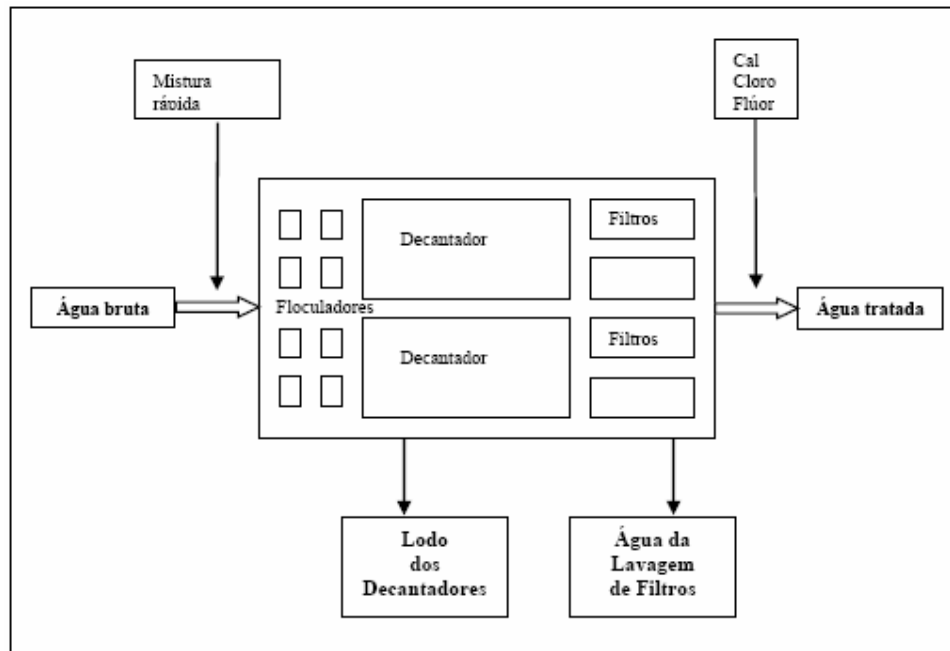 Mistura
rápida
Cal
Cloro
Flúor
Decantador
Filtros
Água bruta
Floculadores
Água tratada
Decantador
Filtros
Lodo
dos
Decantadores
Água da
Lavagem
de Filtros